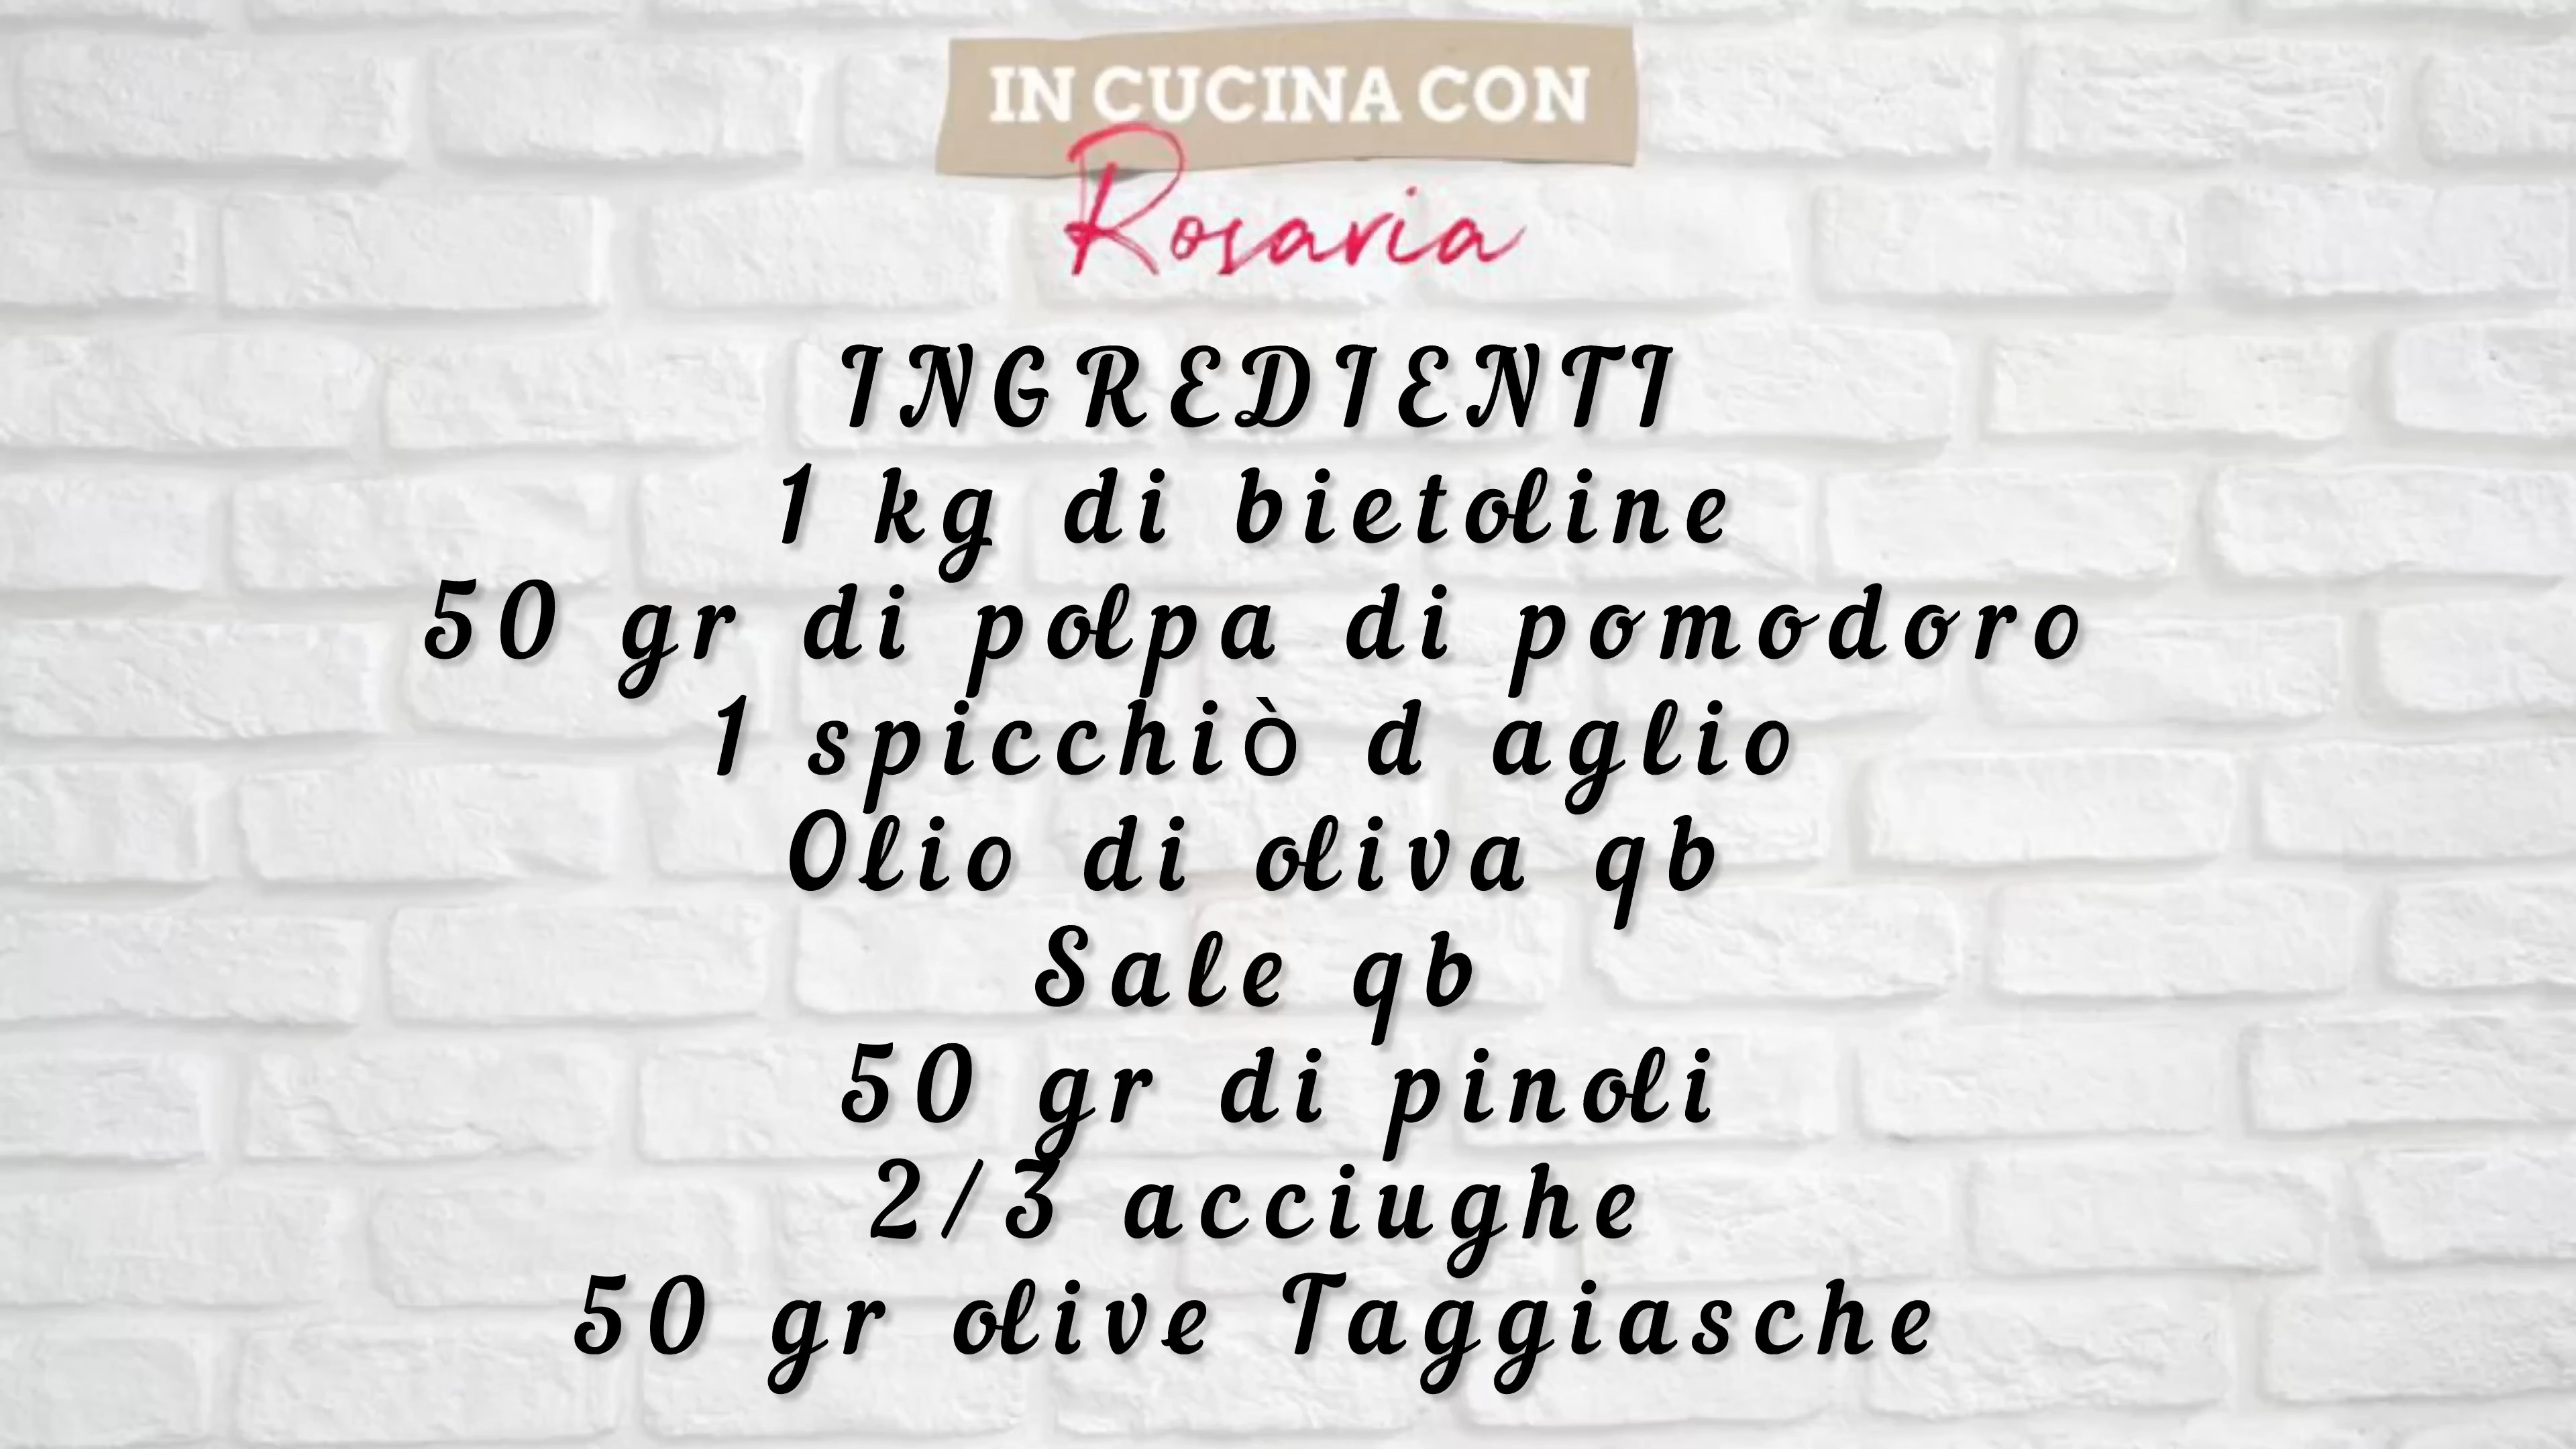 IN CUCINA CON
Rosaria
INGREDIENTI
1 kg di bietoline
50 gr di polpa di pomodoro
1 spicchiò d aglio
Olio di oliva qb
Sale qb
50 gr di pinoli
2/3 acciughe
50 gr olive Taggiasche